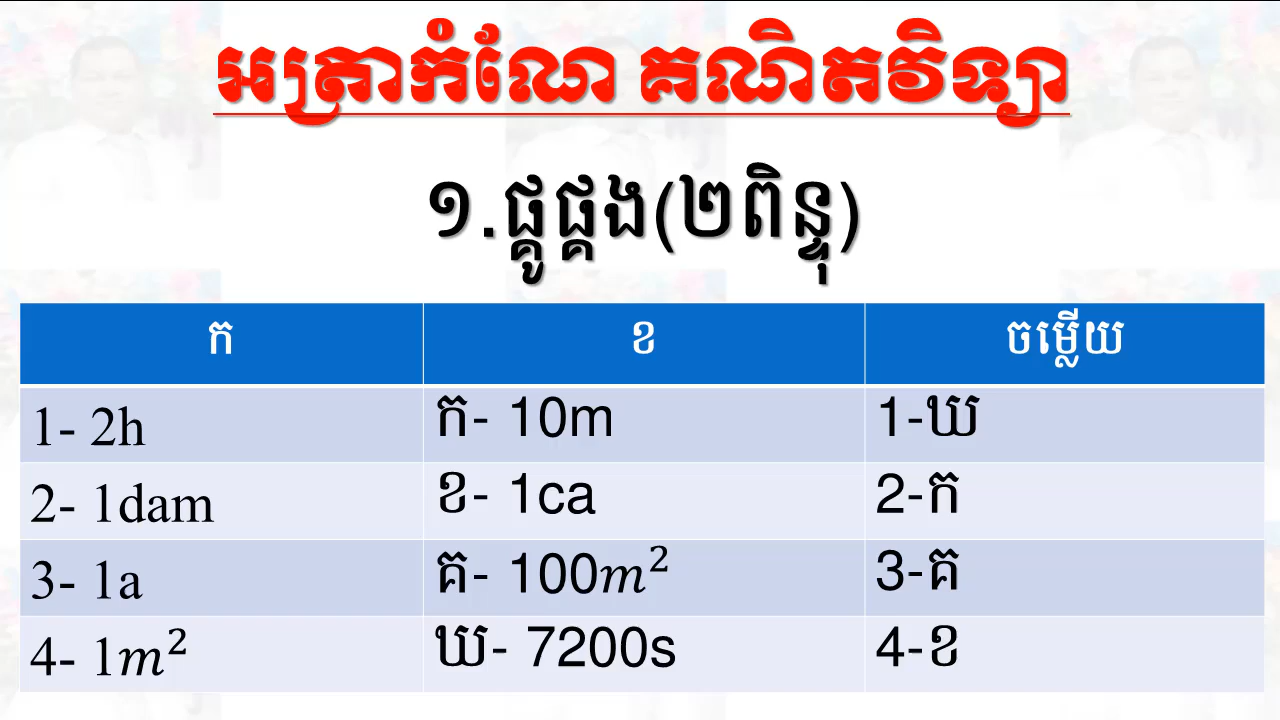 អត្រាកំណែ គណិតវិទ្យា
១.ផ្គូផ្គង(២ពិន្ទុ)
ក ខ ចម្លើយ
1- 2h ក- 10m 1-ឃ
2- 1dam ខ- 1ca 2-ក
3- 1a គ- 100m² 3-គ
4- 1m² ឃ- 7200s 4-ខ